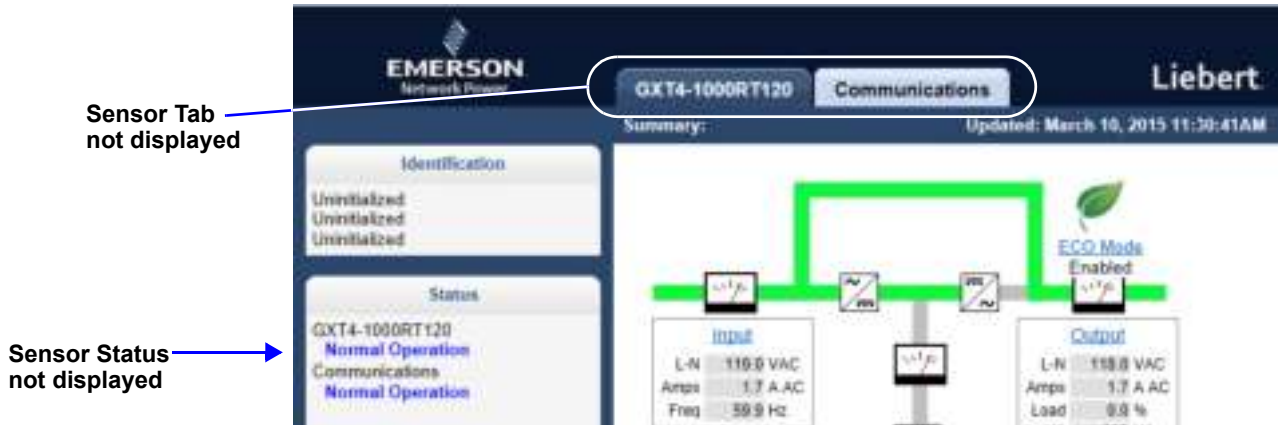 EMERSON
Network Power
GXT4-1000RT120
Communications
Liebert
Sensor Tab
not displayed
Summary:
Updated: March 10, 2015 11:30:41AM
Identification
Uninitialized
Uninitialized
Uninitialized
ECO Mode
Enabled
Status
GXT4-1000RT120
Normal Operation
Communications
Normal Operation
Sensor Status
not displayed
Input
L-N VAC
Amps 1.7 A AC
Freq 59.9 Hz
Output
L-N VAC
Amps 1.7 A AC
Load 0.0 %